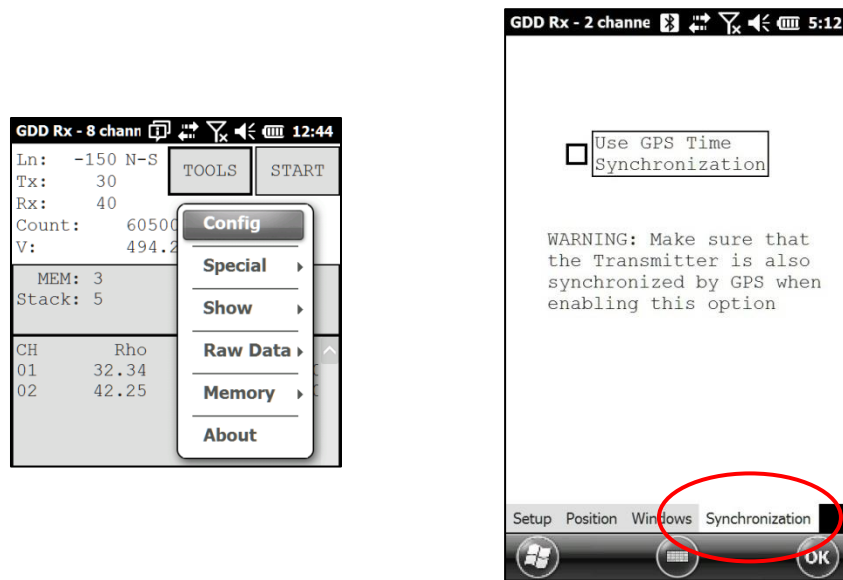 GDD Rx - 8 chann 12:44
Ln: -150 N-S
TOOLS
START
Tx: 30
Rx: 40
Count: 60500
V: 494.2
MEM: 3
Stack: 5
CH Rho
01 32.34
02 42.25
Config
Special
Show
Raw Data
Memory
About
GDD Rx - 2 channe 5:12
Use GPS Time
Synchronization
WARNING: Make sure that
the Transmitter is also
synchronized by GPS when
enabling this option
Setup Position Windows Synchronization
OK